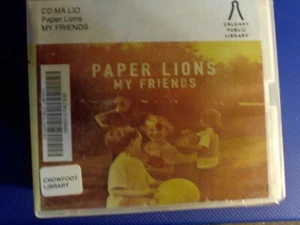 CD MA LIO
Paper Lions
MY FRIENDS
CALGARY
PUBLIC
LIBRARY
PAPER LIONS
MY FRIENDS
CROWFOOT
LIBRARY